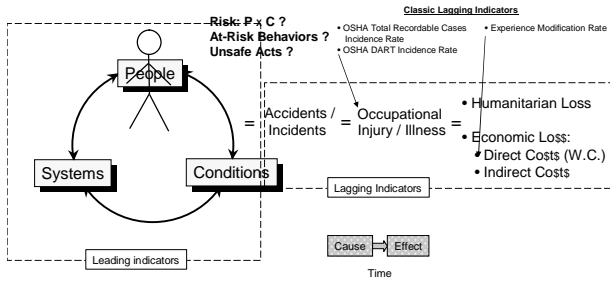 Risk: P x C ?
At-Risk Behaviors ?
Unsafe Acts ?
Classic Lagging Indicators
• OSHA Total Recordable Cases
Incidence Rate
• OSHA DART Incidence Rate
• Experience Modification Rate
People
Systems
Conditions
Leading indicators
=
Accidents /
Incidents
=
Occupational
Injury / Illness
=
• Humanitarian Loss
• Economic Lo$$:
• Direct Co$t$ (W.C.)
• Indirect Co$t$
Lagging Indicators
Cause
Effect
Time